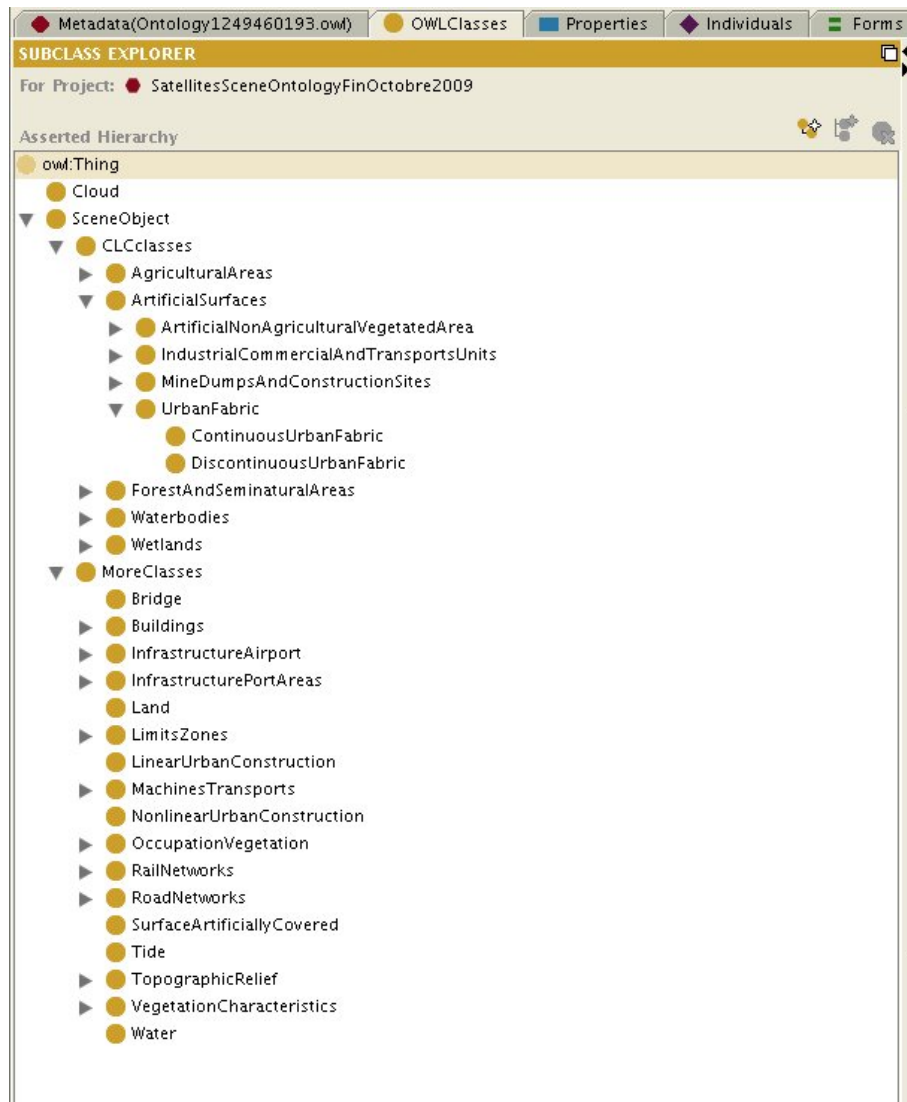 Metadata(Ontology1249460193.owl) OWLClasses Properties Individuals Forms
SUBCLASS EXPLORER
For Project: SatellitesSceneOntologyFinOctobre2009
Asserted Hierarchy
owl:Thing
Cloud
SceneObject
CLCclasses
AgriculturalAreas
ArtificialSurfaces
ArtificialNonAgriculturalVegetatedArea
IndustrialCommercialAndTransportsUnits
MineDumpsAndConstructionSites
UrbanFabric
ContinuousUrbanFabric
DiscontinuousUrbanFabric
ForestAndSeminaturalAreas
Waterbodies
Wetlands
MoreClasses
Bridge
Buildings
InfrastructureAirport
InfrastructurePortAreas
Land
LimitsZones
LinearUrbanConstruction
MachinesTransports
NonlinearUrbanConstruction
OccupationVegetation
RailNetworks
RoadNetworks
SurfaceArtificiallyCovered
Tide
TopographicRelief
VegetationCharacteristics
Water